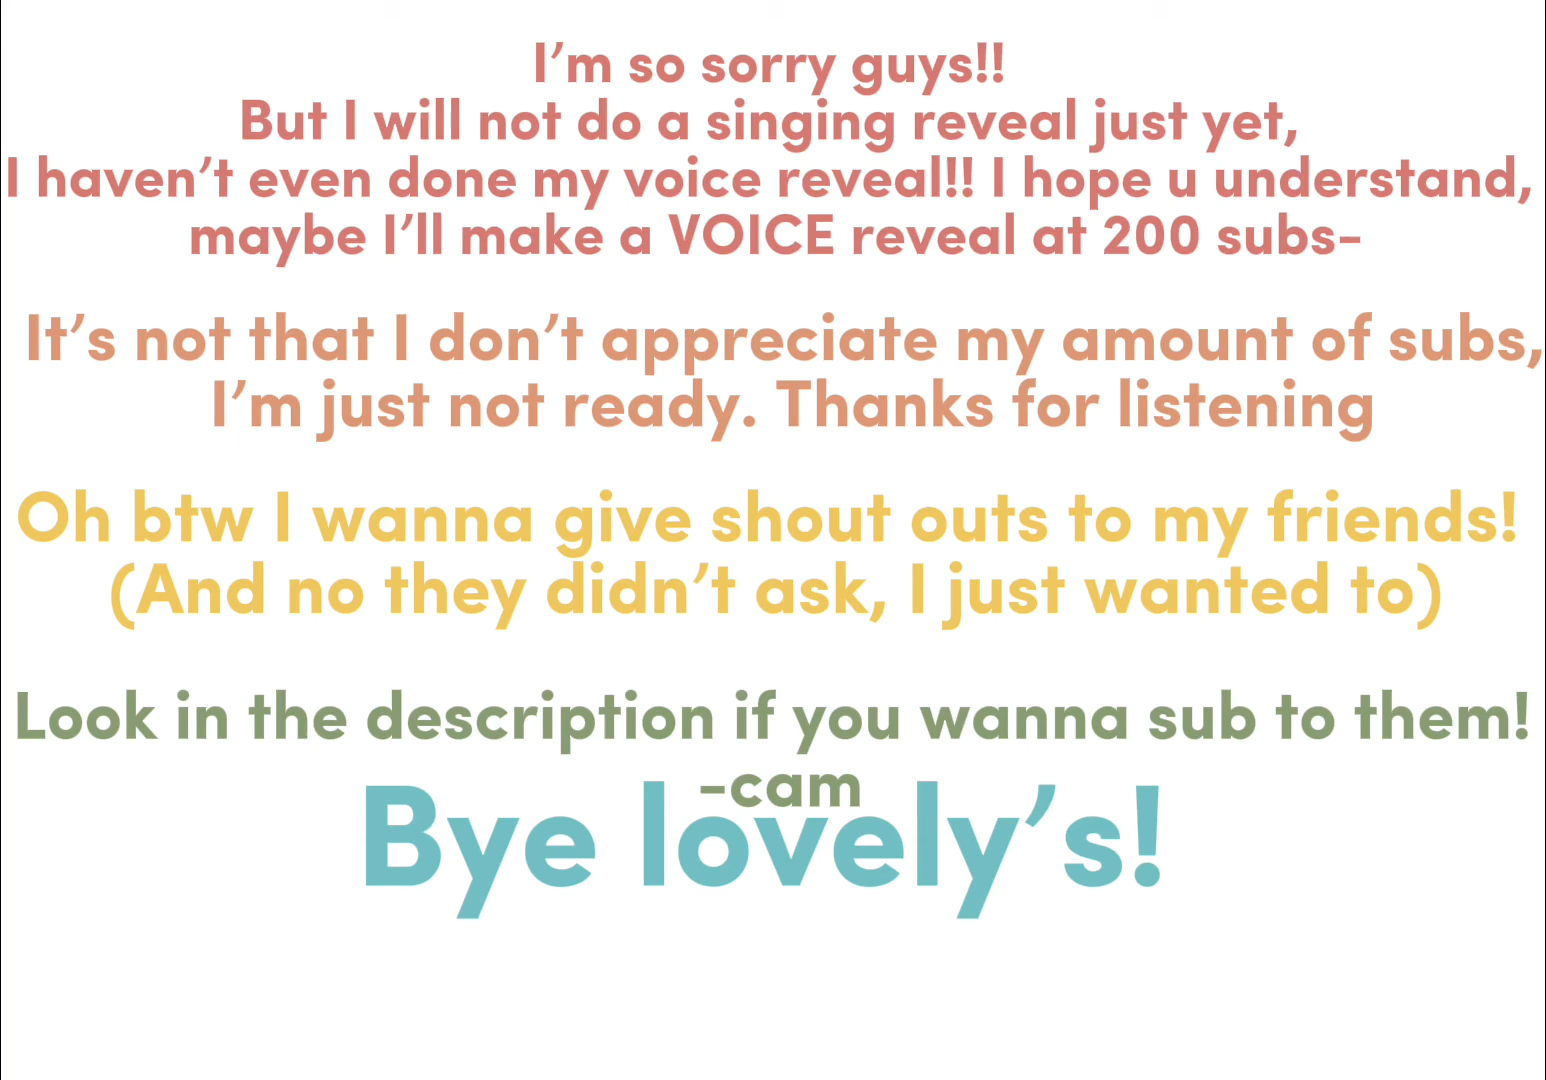 I’m so sorry guys!!
But I will not do a singing reveal just yet,
I haven’t even done my voice reveal!! I hope u understand,
maybe I’ll make a VOICE reveal at 200 subs-
It’s not that I don’t appreciate my amount of subs,
I’m just not ready. Thanks for listening
Oh btw I wanna give shout outs to my friends!
(And no they didn’t ask, I just wanted to)
Look in the description if you wanna sub to them!
-cam
Bye lovely’s!